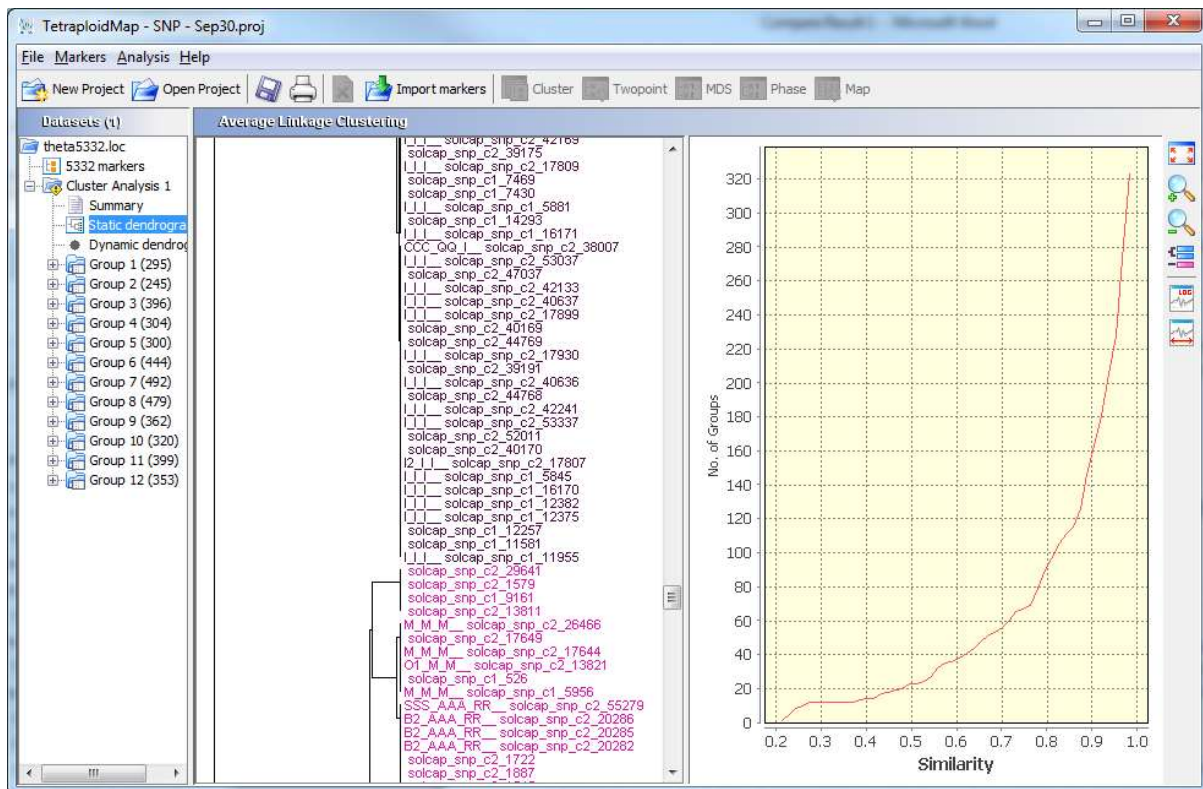 TetraploidMap - SNP - Sep30.proj
File Markers Analysis Help
New Project Open Project Import markers Cluster Twopoint MDS Phase Map
Datasets (1)
theta5332.loc
5332 markers
Cluster Analysis 1
Summary
Static dendrogra
Dynamic dendrog
Group 1 (295)
Group 2 (245)
Group 3 (396)
Group 4 (304)
Group 5 (300)
Group 6 (444)
Group 7 (492)
Group 8 (479)
Group 9 (362)
Group 10 (320)
Group 11 (399)
Group 12 (353)
Average Linkage Clustering
I_I_I__ solcap_snp_c2_42169
solcap_snp_c2_39175
I_I_I__ solcap_snp_c2_17809
solcap_snp_c1_7469
solcap_snp_c1_7430
I_I_I__ solcap_snp_c1_5881
solcap_snp_c1_14293
I_I_I__ solcap_snp_c1_16171
CCC_QQ_I__ solcap_snp_c2_38007
I_I_I__ solcap_snp_c2_53037
solcap_snp_c2_47037
I_I_I__ solcap_snp_c2_42133
I_I_I__ solcap_snp_c2_40637
I_I_I__ solcap_snp_c2_17899
solcap_snp_c2_40169
solcap_snp_c2_44769
I_I_I__ solcap_snp_c2_17930
solcap_snp_c2_39191
I_I_I__ solcap_snp_c2_40636
solcap_snp_c2_44768
I_I_I__ solcap_snp_c2_42241
I_I_I__ solcap_snp_c2_53337
solcap_snp_c2_52011
solcap_snp_c2_40170
I2_I_I__ solcap_snp_c2_17807
I_I_I__ solcap_snp_c1_5845
I_I_I__ solcap_snp_c1_16170
I_I_I__ solcap_snp_c1_12382
I_I_I__ solcap_snp_c1_12375
solcap_snp_c1_12257
solcap_snp_c1_11581
I_I_I__ solcap_snp_c1_11955
solcap_snp_c2_29641
solcap_snp_c2_1579
solcap_snp_c1_9161
solcap_snp_c2_13811
M_M_M__ solcap_snp_c2_26466
solcap_snp_c2_17649
M_M_M__ solcap_snp_c2_17644
O1_M_M__ solcap_snp_c2_13821
solcap_snp_c1_526
M_M_M__ solcap_snp_c1_5956
SSS_AAA_RR__ solcap_snp_c2_55279
B2_AAA_RR__ solcap_snp_c2_20286
B2_AAA_RR__ solcap_snp_c2_20285
B2_AAA_RR__ solcap_snp_c2_20282
solcap_snp_c2_1722
solcap_snp_c2_1887
No. of Groups
320
300
280
260
240
220
200
180
160
140
120
100
80
60
40
20
0
0.2 0.3 0.4 0.5 0.6 0.7 0.8 0.9 1.0
Similarity
LOG